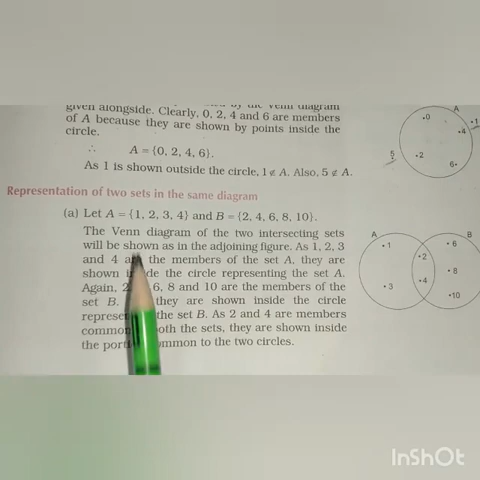 given alongside. Clearly, 0, 2, 4 and 6 are members
of A because they are shown by points inside the
circle.
∴ A = {0, 2, 4, 6}.
As 1 is shown outside the circle, 1 ∉ A. Also, 5 ∉ A.
A
•0
•4
•1
5
•2
6•
Representation of two sets in the same diagram
(a) Let A = {1, 2, 3, 4} and B = {2, 4, 6, 8, 10}.
The Venn diagram of the two intersecting sets
will be shown as in the adjoining figure. As 1, 2, 3
and 4 the members of the set A, they are
shown the circle representing the set A.
Again, 6, 8 and 10 are the members of the
set B. they are shown inside the circle
the set B. As 2 and 4 are members
both the sets, they are shown inside
the to the two circles.
A B
•1
•2
•6
•8
•3
•4
•10
InShOt